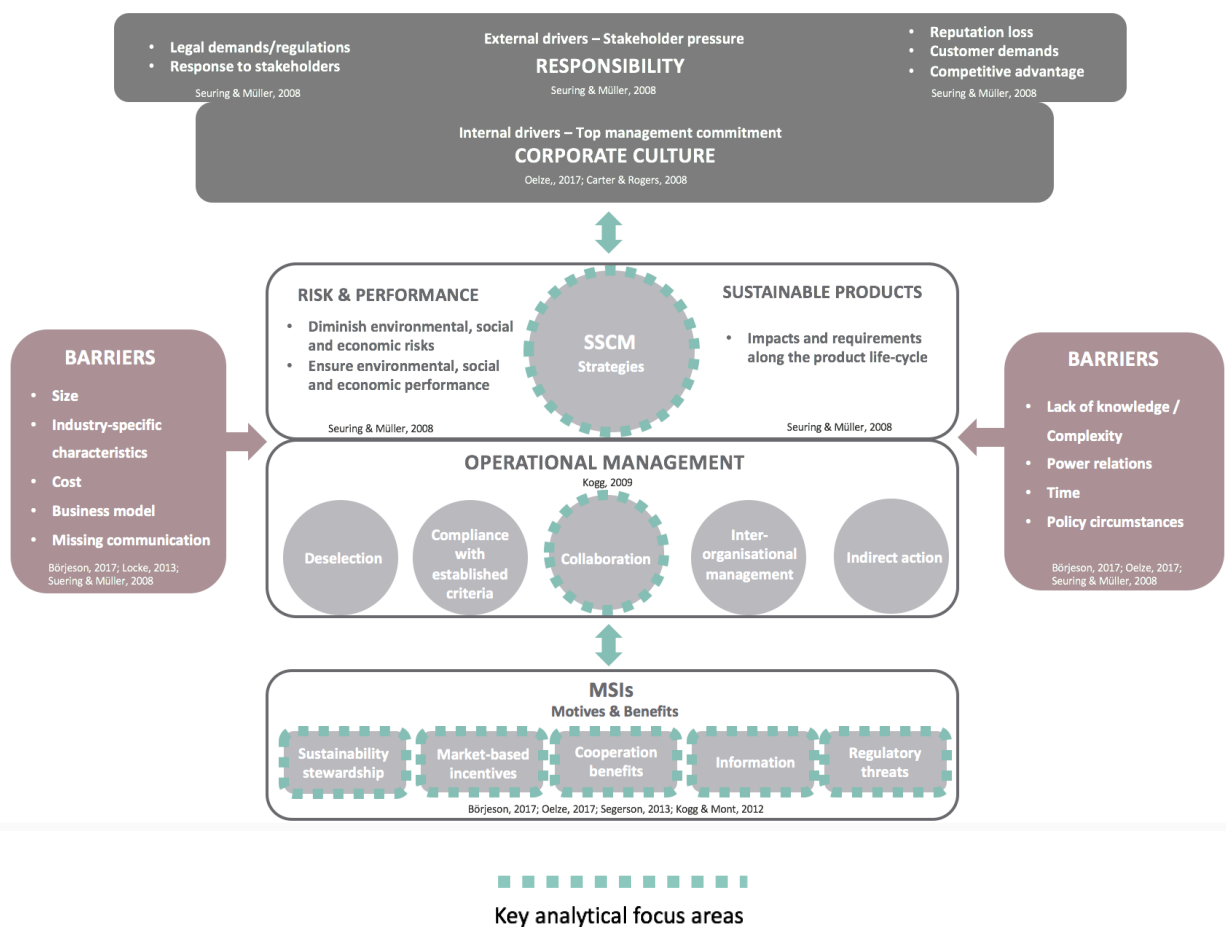 • Legal demands/regulations
• Response to stakeholders
Seuring & Müller, 2008
External drivers – Stakeholder pressure
RESPONSIBILITY
Seuring & Müller, 2008
• Reputation loss
• Customer demands
• Competitive advantage
Seuring & Müller, 2008
Internal drivers – Top management commitment
CORPORATE CULTURE
Oelze,, 2017; Carter & Rogers, 2008
RISK & PERFORMANCE
• Diminish environmental, social
and economic risks
• Ensure environmental, social
and economic performance
Seuring & Müller, 2008
SSCM
Strategies
SUSTAINABLE PRODUCTS
• Impacts and requirements
along the product life-cycle
Seuring & Müller, 2008
BARRIERS
• Size
• Industry-specific
characteristics
• Cost
• Business model
• Missing communication
Börjeson, 2017; Locke, 2013;
Suering & Müller, 2008
OPERATIONAL MANAGEMENT
Kogg, 2009
Deselection
Compliance
with
established
criteria
Collaboration
Inter-
organisational
management
Indirect action
BARRIERS
• Lack of knowledge /
Complexity
• Power relations
• Time
• Policy circumstances
Börjeson, 2017; Oelze, 2017;
Seuring & Müller, 2008
MSIs
Motives & Benefits
Sustainability
stewardship
Market-based
incentives
Cooperation
benefits
Information
Regulatory
threats
Börjeson, 2017; Oelze, 2017; Segerson, 2013; Kogg & Mont, 2012
Key analytical focus areas